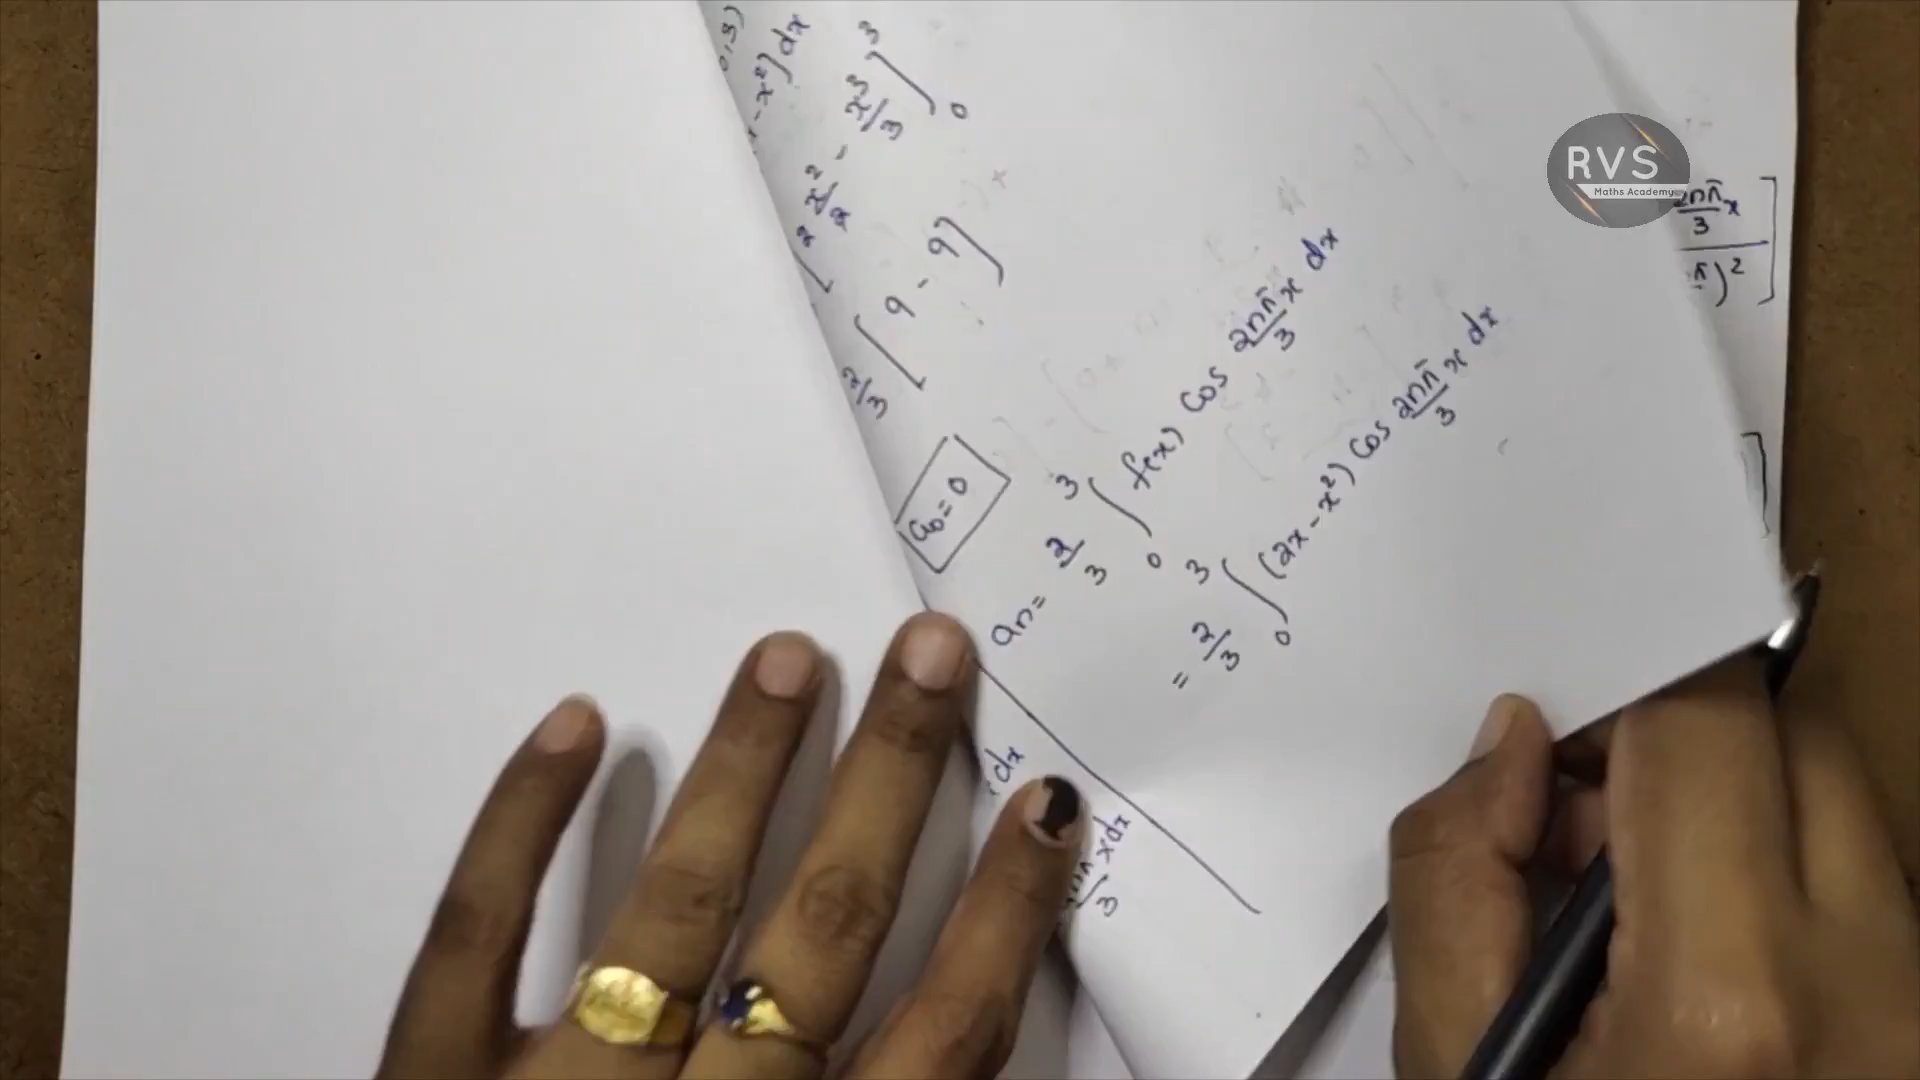 0,3)
- x²) dx
[2 x²/2 - x³/3]₀³
2/3 [9 - 9]
a₀ = 0
aₙ = 2/3 ∫₀³ f(x) Cos 2nπ/3 x dx
= 2/3 ∫₀³ (2x - x²) Cos 2nπ/3 x dx
dx
x dx
3
RVS
Maths Academy
2nπ/3 x
π)²]
]